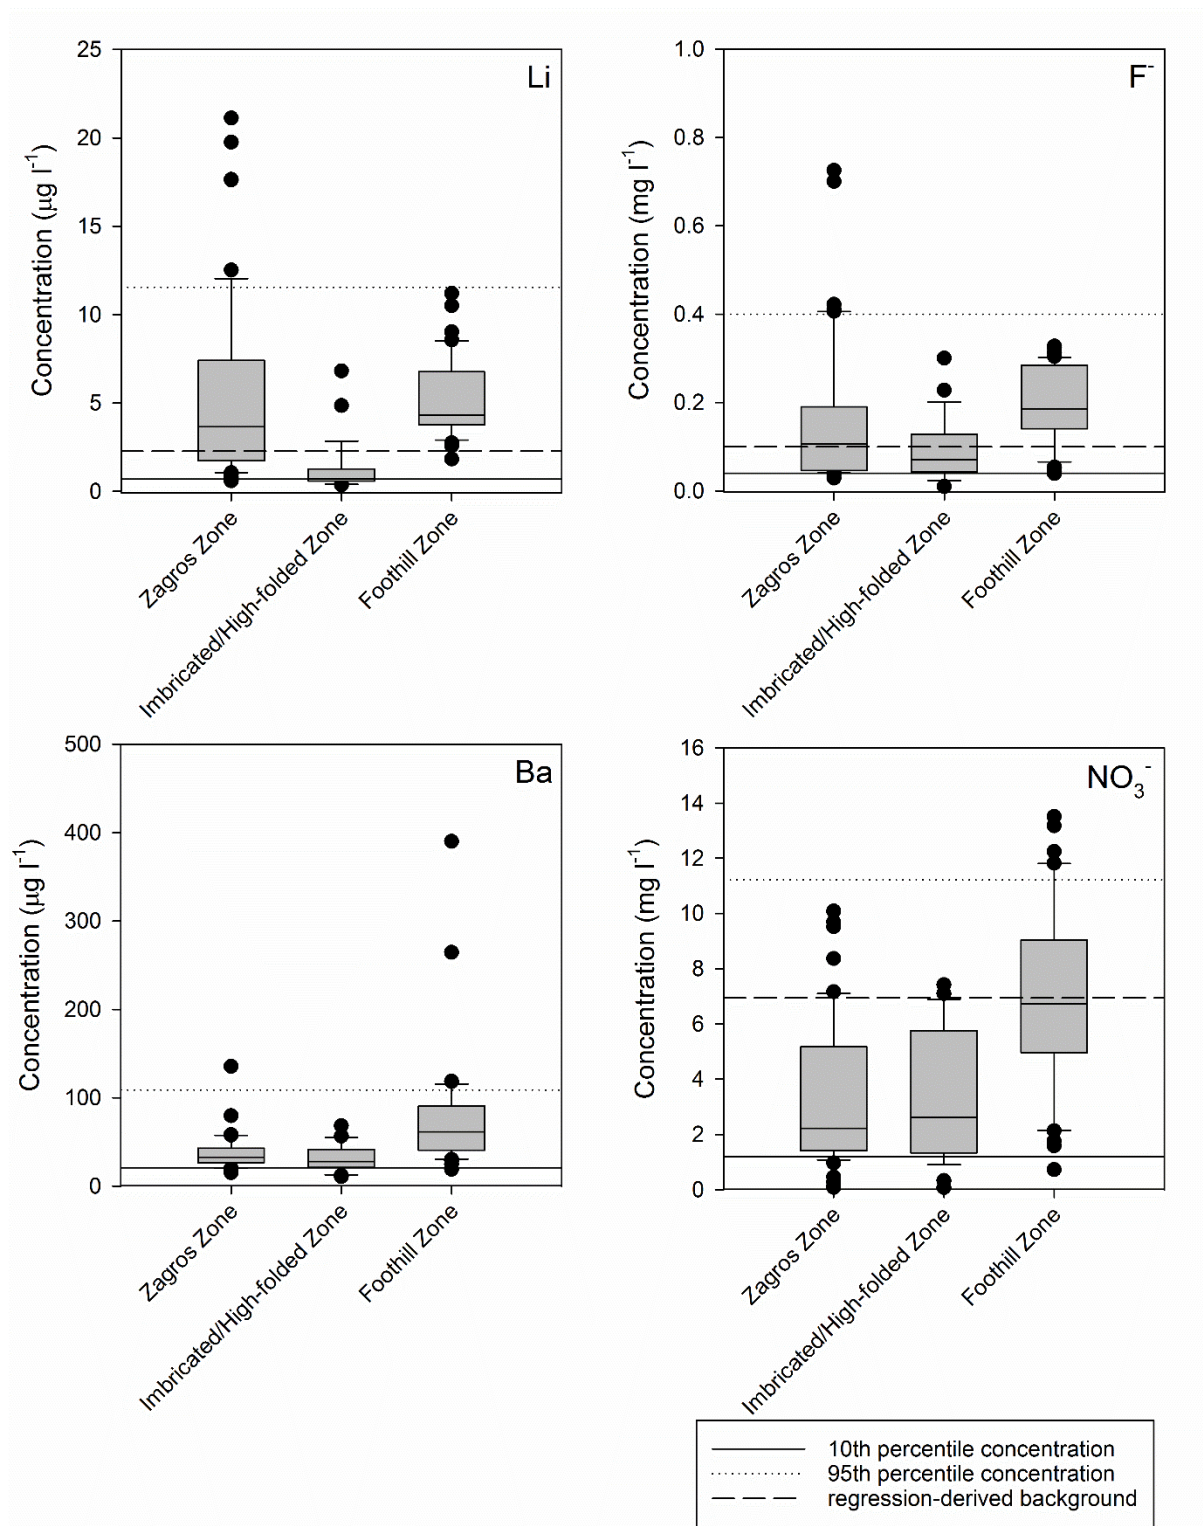 Li
Concentration (µg l⁻¹)
25
20
15
10
5
0
Zagros Zone
Imbricated/High-folded Zone
Foothill Zone
F⁻
Concentration (mg l⁻¹)
1.0
0.8
0.6
0.4
0.2
0.0
Zagros Zone
Imbricated/High-folded Zone
Foothill Zone
Ba
Concentration (µg l⁻¹)
500
400
300
200
100
0
Zagros Zone
Imbricated/High-folded Zone
Foothill Zone
NO₃⁻
Concentration (mg l⁻¹)
16
14
12
10
8
6
4
2
0
Zagros Zone
Imbricated/High-folded Zone
Foothill Zone
10th percentile concentration
95th percentile concentration
regression-derived background